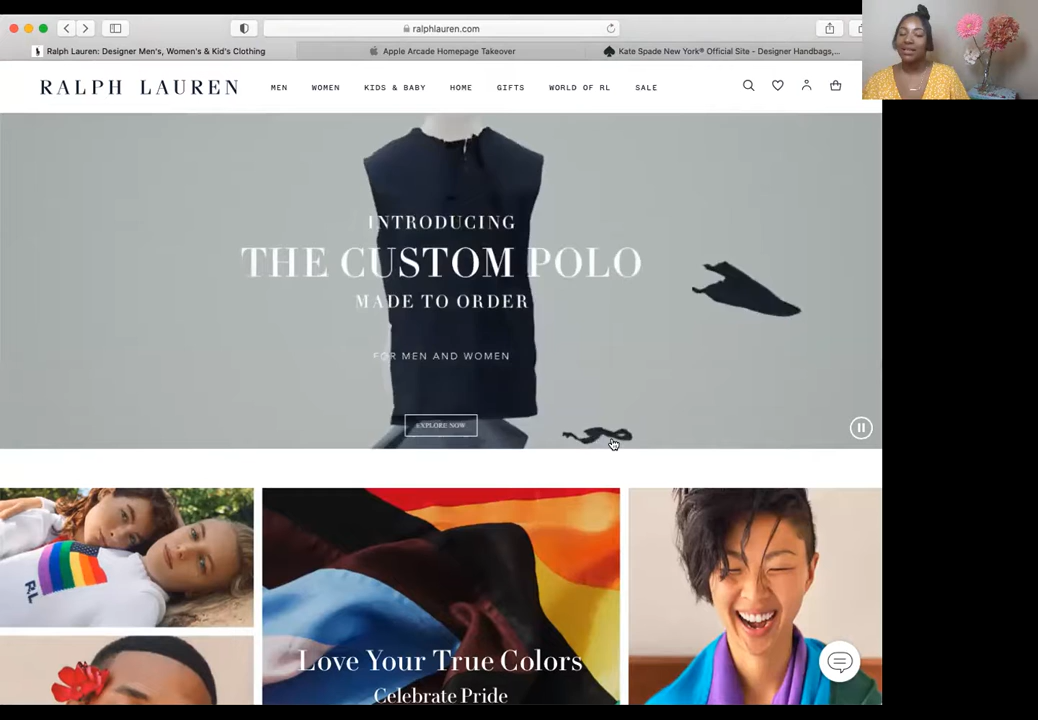 ralphlauren.com
Ralph Lauren: Designer Men's, Women's & Kid's Clothing
Apple Arcade Homepage Takeover
Kate Spade New York® Official Site - Designer Handbags,...
RALPH LAUREN
MEN WOMEN KIDS & BABY HOME GIFTS WORLD OF RL SALE
INTRODUCING
THE CUSTOM POLO
MADE TO ORDER
FOR MEN AND WOMEN
EXPLORE NOW
RL
Love Your True Colors
Celebrate Pride